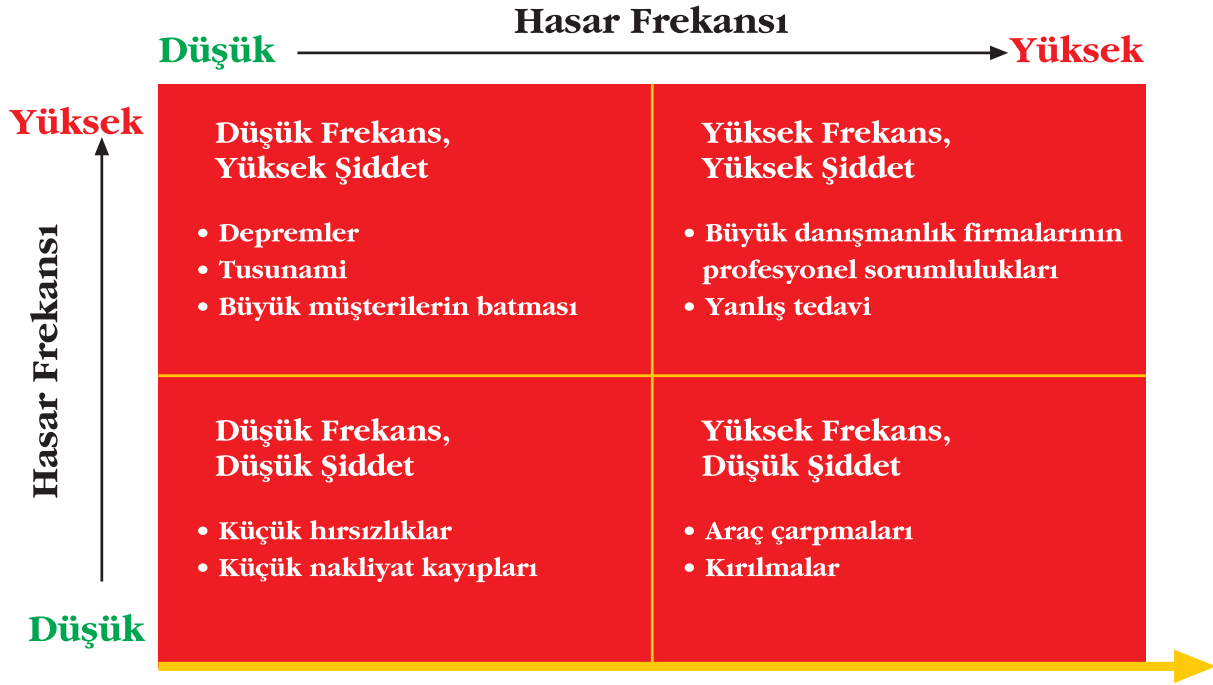 Hasar Frekansı
Düşük
Yüksek
Yüksek
Hasar Frekansı
Düşük
Düşük Frekans,
Yüksek Şiddet
• Depremler
• Tusunami
• Büyük müşterilerin batması
Yüksek Frekans,
Yüksek Şiddet
• Büyük danışmanlık firmalarının
profesyonel sorumlulukları
• Yanlış tedavi
Düşük Frekans,
Düşük Şiddet
• Küçük hırsızlıklar
• Küçük nakliyat kayıpları
Yüksek Frekans,
Düşük Şiddet
• Araç çarpmaları
• Kırılmalar